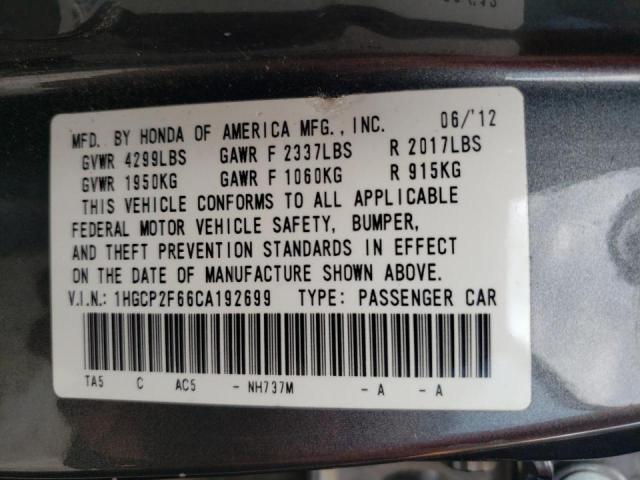 MFD. BY HONDA OF AMERICA MFG., INC. 06/'12
GVWR 4299LBS GAWR F 2337LBS R 2017LBS
GVWR 1950KG GAWR F 1060KG R 915KG
THIS VEHICLE CONFORMS TO ALL APPLICABLE
FEDERAL MOTOR VEHICLE SAFETY, BUMPER,
AND THEFT PREVENTION STANDARDS IN EFFECT
ON THE DATE OF MANUFACTURE SHOWN ABOVE.
V.I.N.: 1HGCP2F66CA192699 TYPE: PASSENGER CAR
TA5 C AC5 - NH737M - A - A